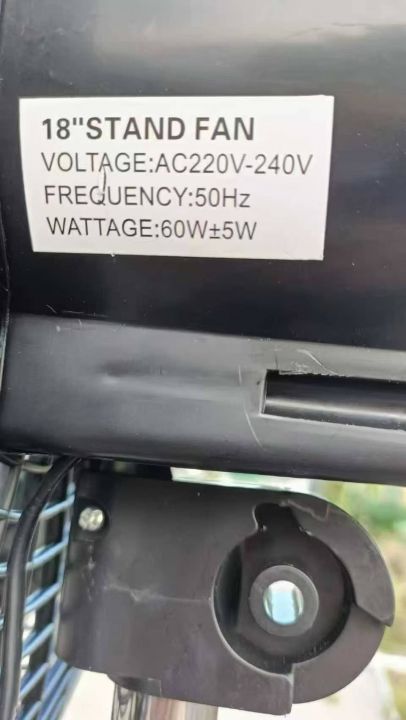 18"STAND FAN
VOLTAGE:AC220V-240V
FREQUENCY:50Hz
WATTAGE:60W±5W